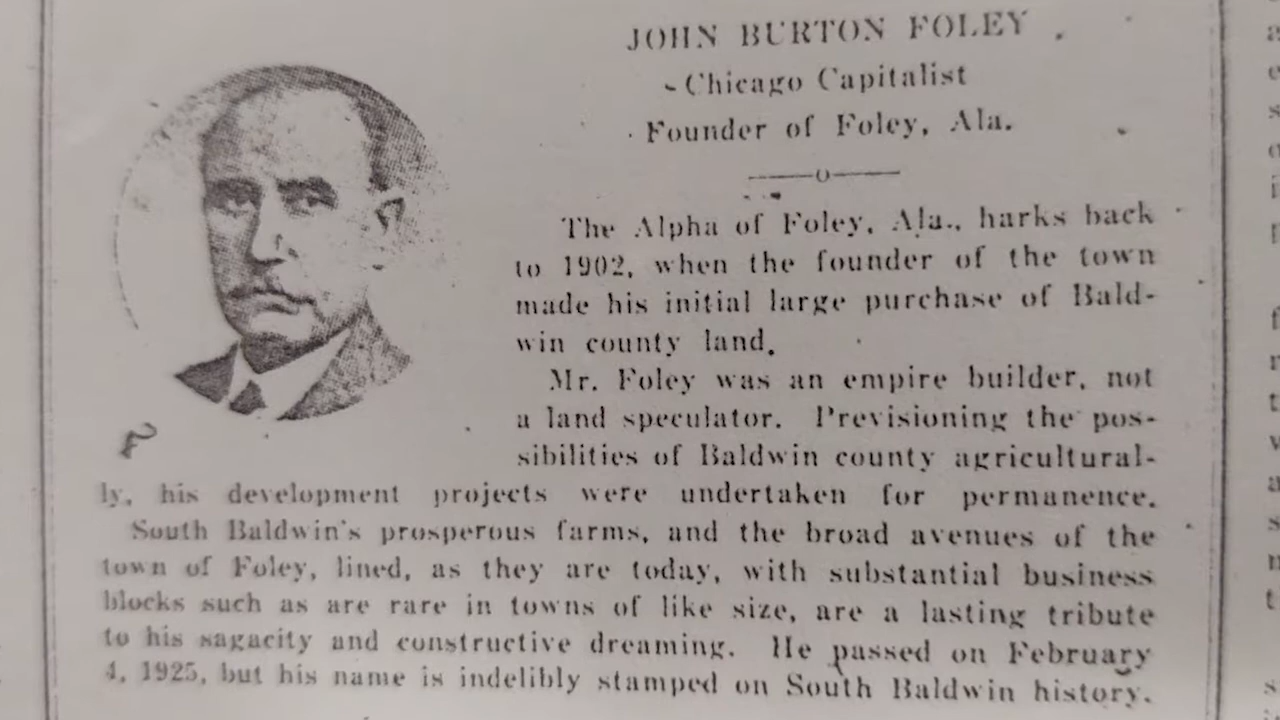 JOHN BURTON FOLEY
Chicago Capitalist
Founder of Foley, Ala.
The Alpha of Foley, Ala., harks back
to 1902, when the founder of the town
made his initial large purchase of Bald-
win county land.
Mr. Foley was an empire builder, not
a land speculator. Previsioning the pos-
sibilities of Baldwin county agricultural-
ly, his development projects were undertaken for permanence.
South Baldwin's prosperous farms, and the broad avenues of the
town of Foley, lined, as they are today, with substantial business
blocks such as are rare in towns of like size, are a lasting tribute
to his sagacity and constructive dreaming. He passed on February
4, 1925, but his name is indelibly stamped on South Baldwin history.